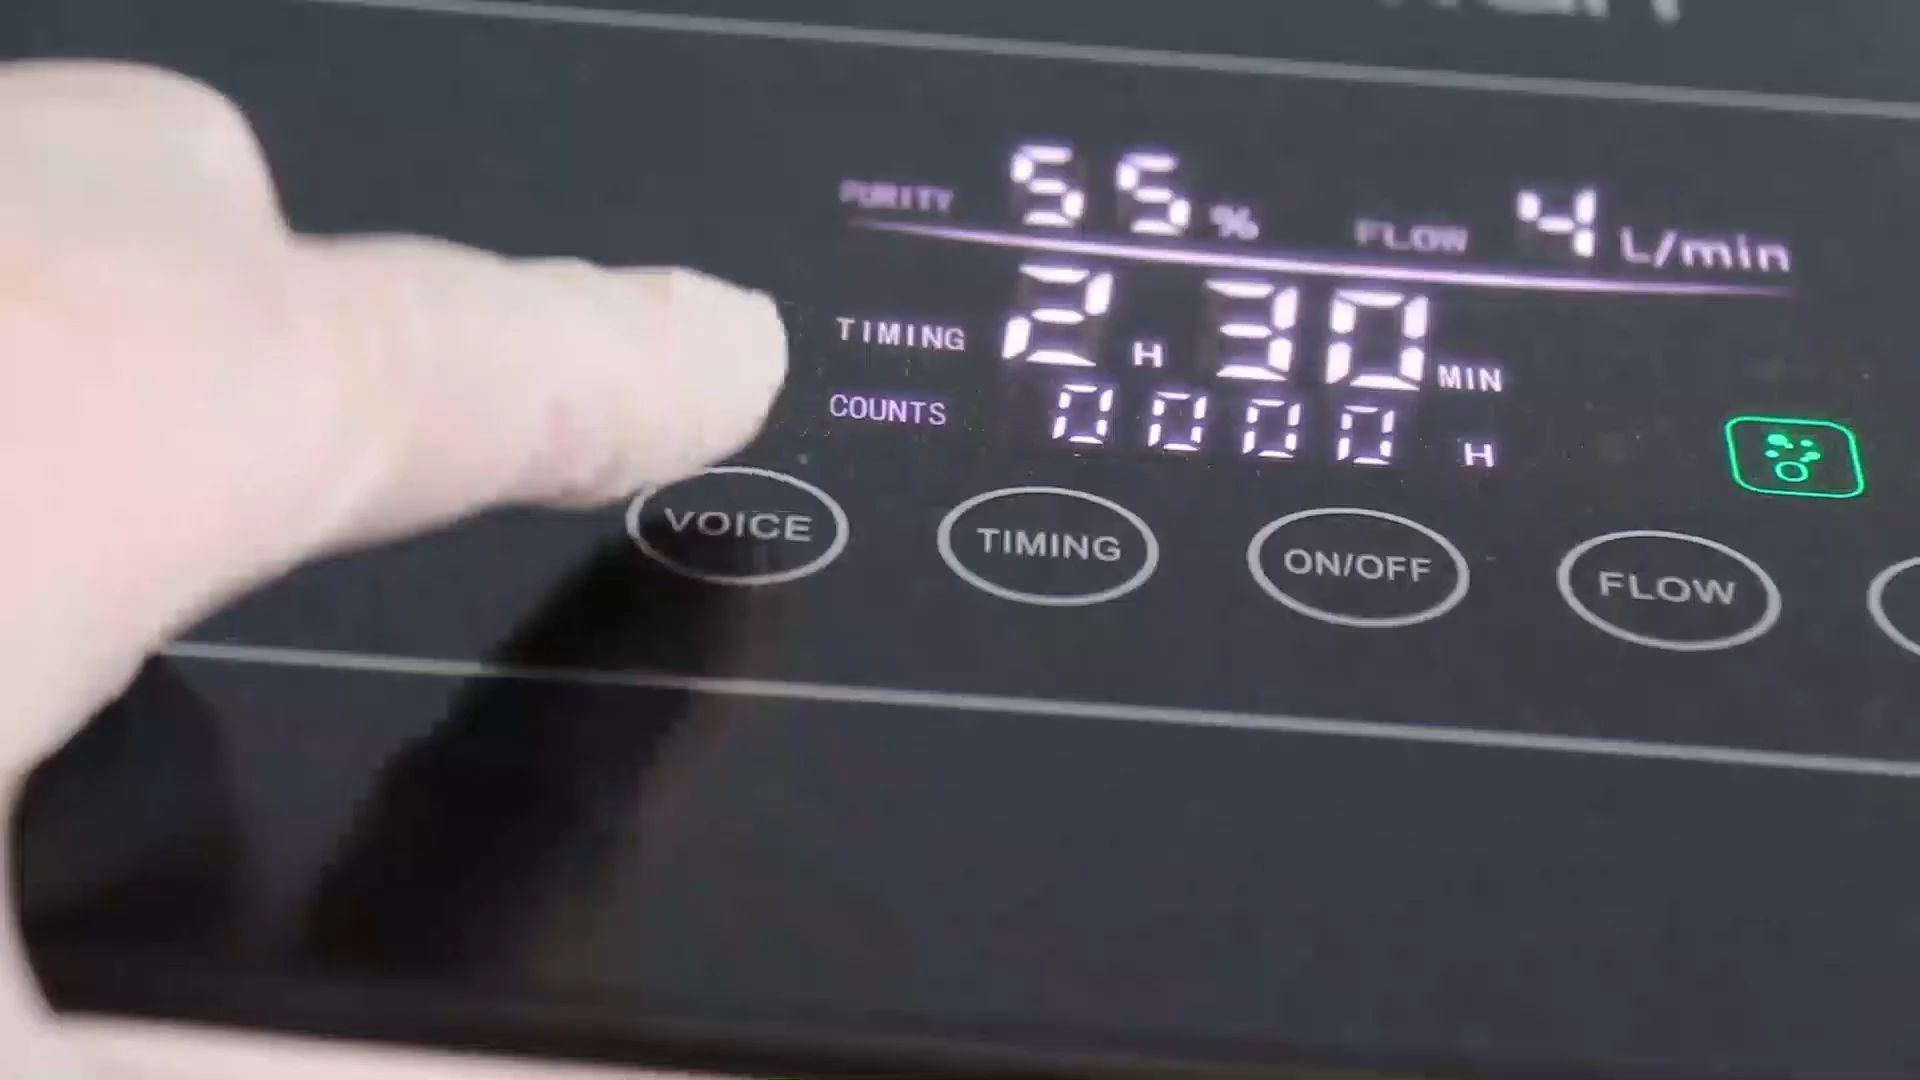 PURITY 55 % FLOW 4 L/min
TIMING 2 H 30 MIN
COUNTS 0000 H
VOICE TIMING ON/OFF FLOW